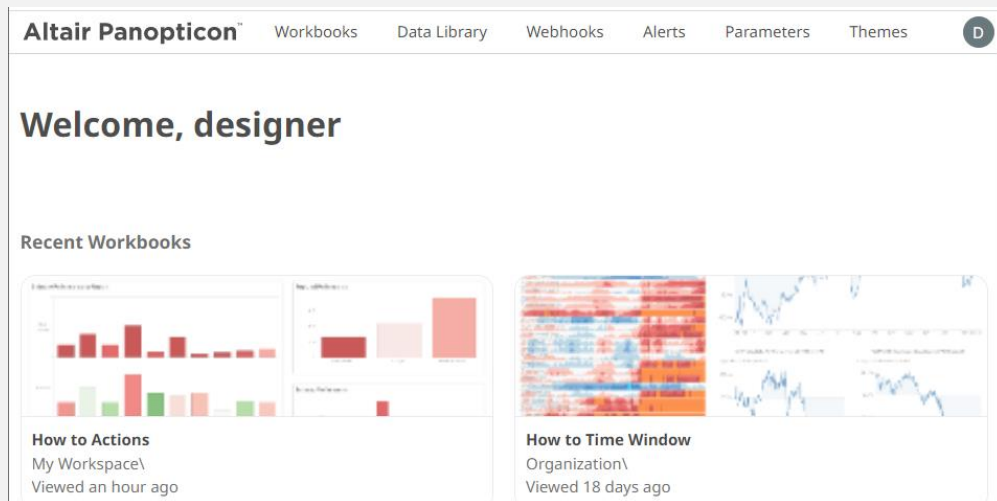 Altair Panopticon™ Workbooks Data Library Webhooks Alerts Parameters Themes D
Welcome, designer
Recent Workbooks
How to Actions
My Workspace\
Viewed an hour ago
How to Time Window
Organization\
Viewed 18 days ago